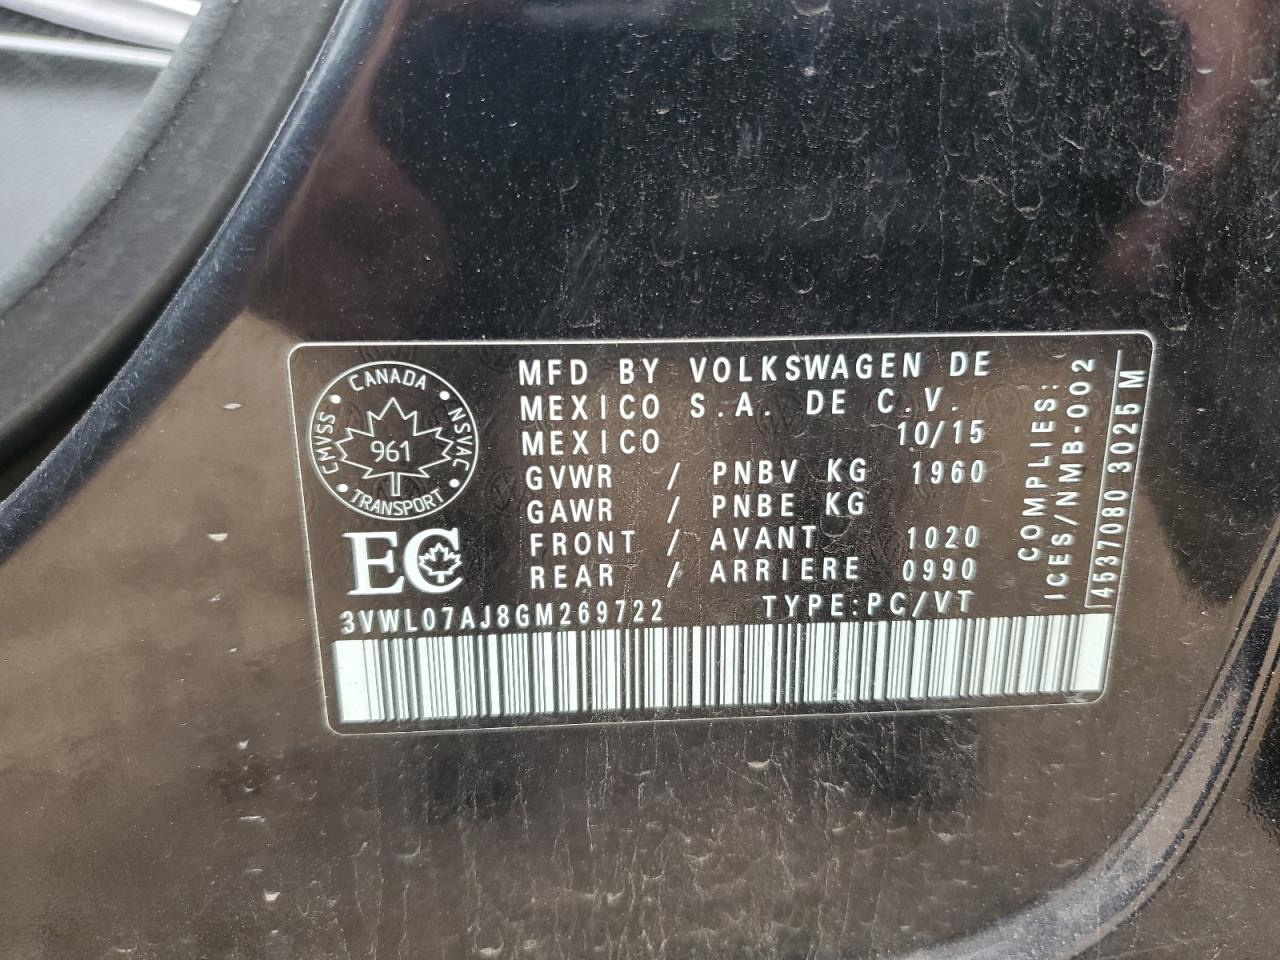 CANADA
CMVSS
NSVAC
961
TRANSPORT
EC
MFD BY VOLKSWAGEN DE
MEXICO S.A. DE C.V.
MEXICO 10/15
GVWR / PNBV KG 1960
GAWR / PNBE KG
FRONT / AVANT 1020
REAR / ARRIERE 0990
3VWL07AJ8GM269722 TYPE:PC/VT
COMPLIES:
ICES/NMB-002
4537080 3025 M